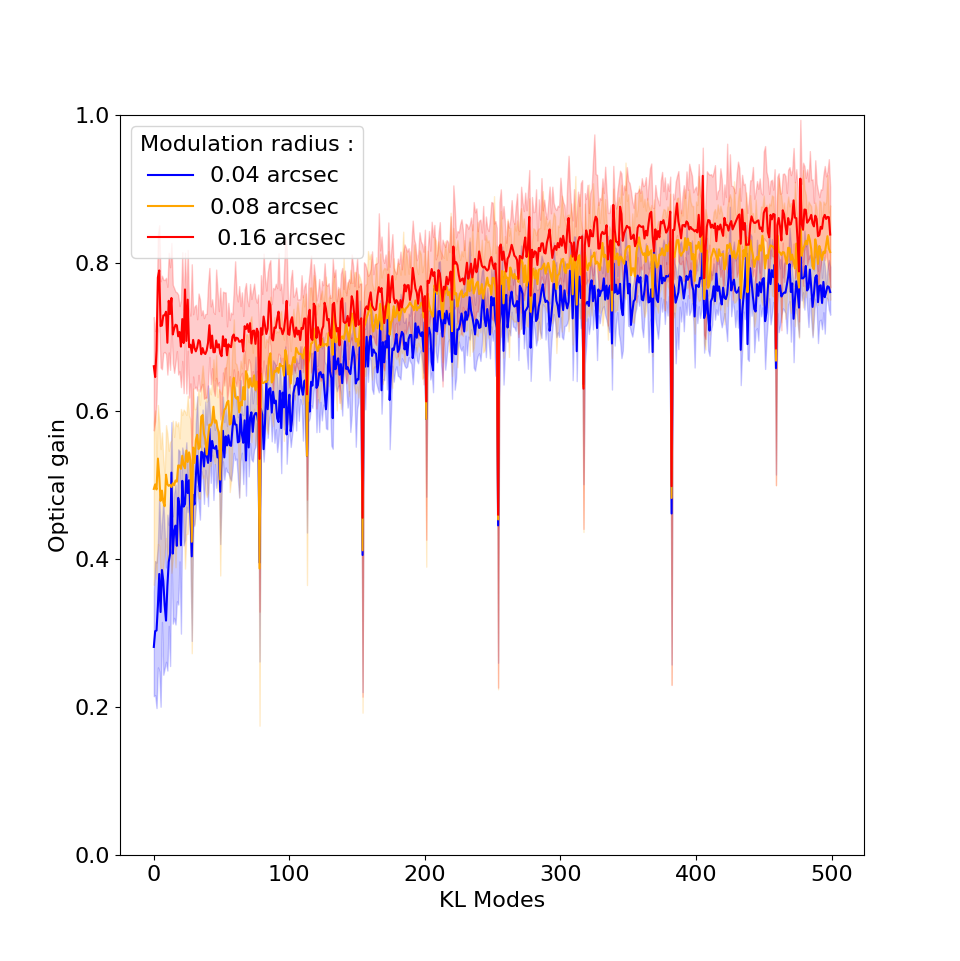 1.0
Modulation radius :
0.04 arcsec
0.08 arcsec
0.16 arcsec
0.8
0.6
0.4
0.2
0.0
Optical gain
0 100 200 300 400 500
KL Modes